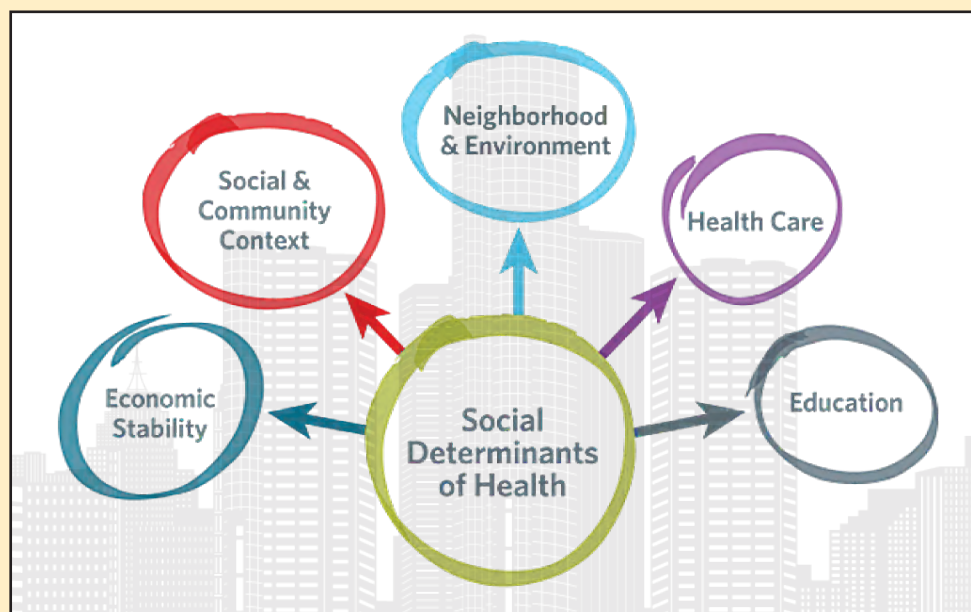 Neighborhood
& Environment
Social &
Community
Context
Health Care
Economic
Stability
Education
Social
Determinants
of Health